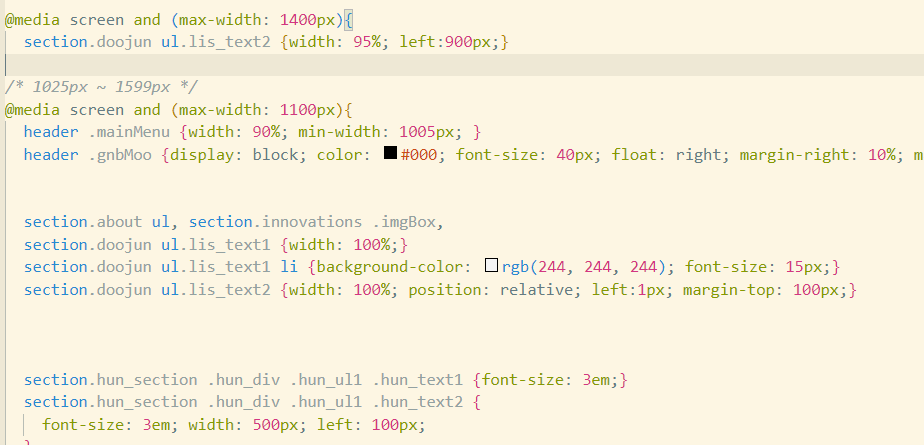 @media screen and (max-width: 1400px){
section.doojun ul.lis_text2 {width: 95%; left:900px;}
/* 1025px ~ 1599px */
@media screen and (max-width: 1100px){
header .mainMenu {width: 90%; min-width: 1005px; }
header .gnbMoo {display: block; color: #000; font-size: 40px; float: right; margin-right: 10%; m
section.about ul, section.innovations .imgBox,
section.doojun ul.lis_text1 {width: 100%;}
section.doojun ul.lis_text1 li {background-color: rgb(244, 244, 244); font-size: 15px;}
section.doojun ul.lis_text2 {width: 100%; position: relative; left:1px; margin-top: 100px;}
section.hun_section .hun_div .hun_ul1 .hun_text1 {font-size: 3em;}
section.hun_section .hun_div .hun_ul1 .hun_text2 {
font-size: 3em; width: 500px; left: 100px;
}